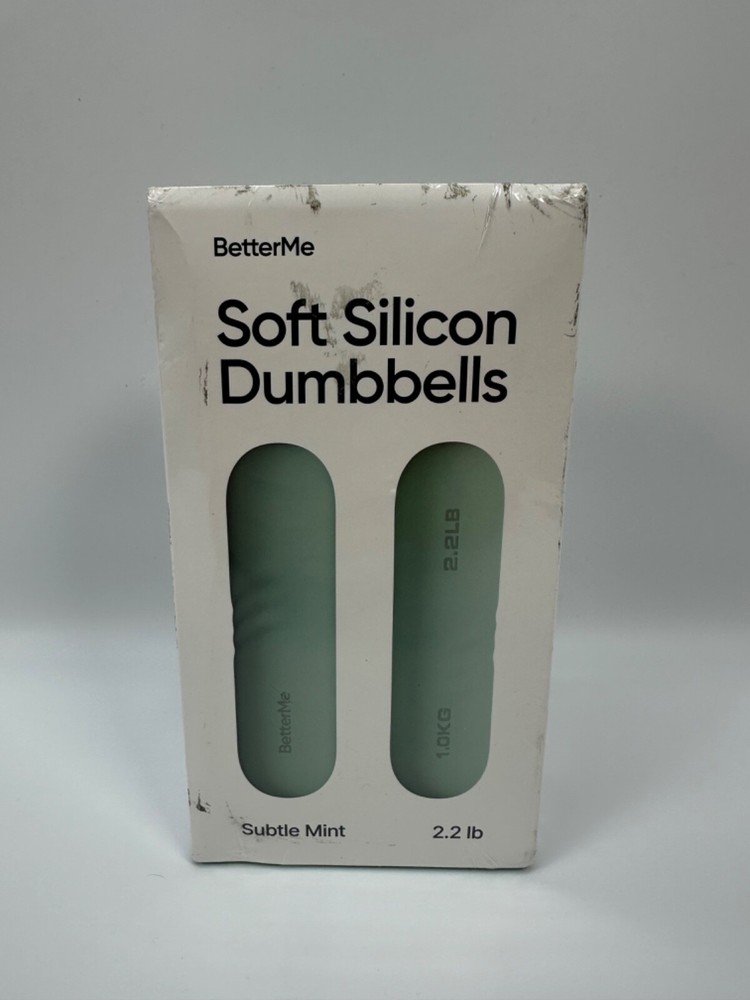 BetterMe
Soft Silicon
Dumbbells
2.2LB
BetterMe
1.0KG
Subtle Mint
2.2 lb